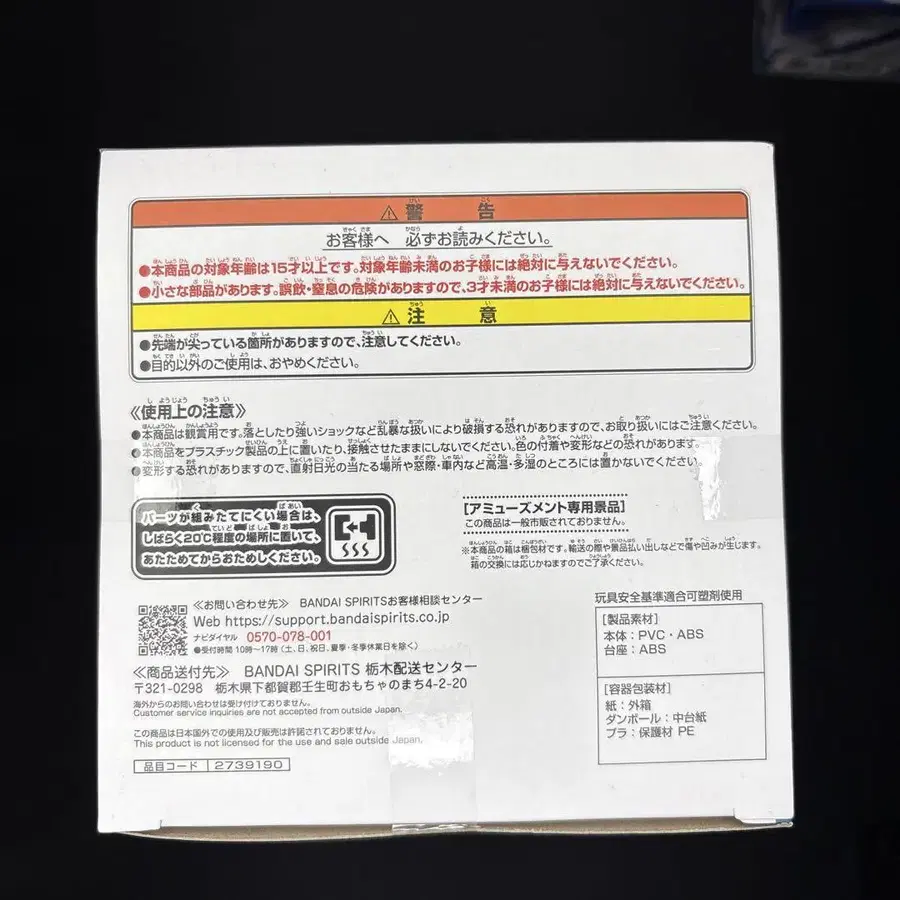 ⚠警告
お客様へ 必ずお読みください。
●本商品の対象年齢は15才以上です。対象年齢未満のお子様には絶対に与えないでください。
●小さな部品があります。誤飲・窒息の危険がありますので、3才未満のお子様には絶対に与えないでください。
⚠注意
●先端が尖っている箇所がありますので、注意してください。
●目的以外のご使用は、おやめください。
《使用上の注意》
●本商品は観賞用です。落としたり強いショックなど乱暴な扱いにより破損する恐れがありますので、お取り扱いにはご注意ください。
●本商品をプラスチック製品の上に置いたり、接触させたままにしないでください。色の付着や変形などの恐れがあります。
●変形する恐れがありますので、直射日光の当たる場所や窓際・車内など高温・多湿のところには置かないでください。
パーツが組みたてにくい場合は、
しばらく20℃程度の場所に置いて、
あたためてからおためしください。
[アミューズメント専用景品]
この商品は一般市販されておりません。
※本商品の箱は梱包材です。輸送の際や景品払い出しなどで傷や凹みが生じます。
箱の交換には応じかねますのでご了承ください。
《お問い合わせ先》 BANDAI SPIRITSお客様相談センター
Web https://support.bandaispirits.co.jp
ナビダイヤル 0570-078-001
●受付時間 10時〜17時（土、日、祝日、夏季・冬季休業日を除く）
《商品送付先》 BANDAI SPIRITS 栃木配送センター
〒321-0298 栃木県下都賀郡壬生町おもちゃのまち4-2-20
海外からのお問い合わせは受け付けておりません。
Customer service inquiries are not accepted from outside Japan.
この商品は日本国外での使用及び販売は許諾されておりません。
This product is not licensed for the use and sale outside Japan.
品目コード 2739190
玩具安全基準適合可塑剤使用
[製品素材]
本体：PVC・ABS
台座：ABS
[容器包装材]
紙：外箱
ダンボール：中台紙
プラ：保護材 PE